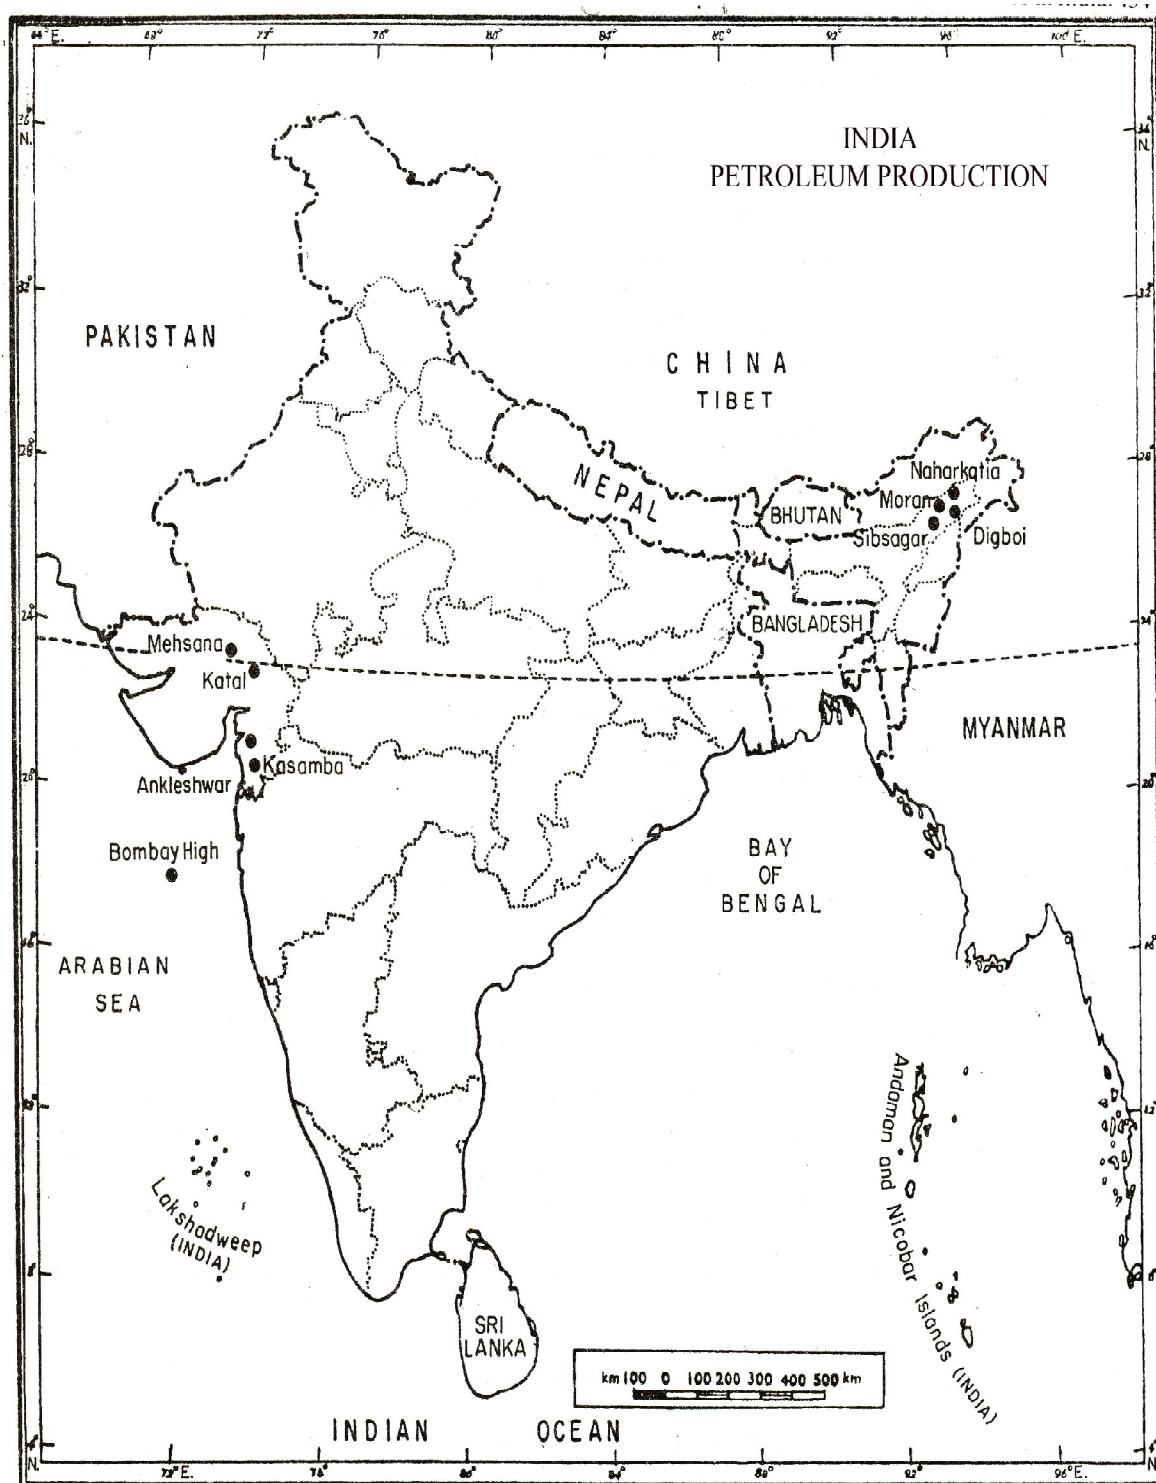 INDIA
PETROLEUM PRODUCTION
PAKISTAN
CHINA
TIBET
NEPAL
BHUTAN
Naharkatia
Moran
Sibsagar
Digboi
BANGLADESH
Mehsana
Katal
MYANMAR
Kasamba
Ankleshwar
Bombay High
BAY
OF
BENGAL
ARABIAN
SEA
Andaman and Nicobar Islands (INDIA)
Lakshadweep
(INDIA)
SRI
LANKA
km 100 0 100 200 300 400 500 km
INDIAN OCEAN